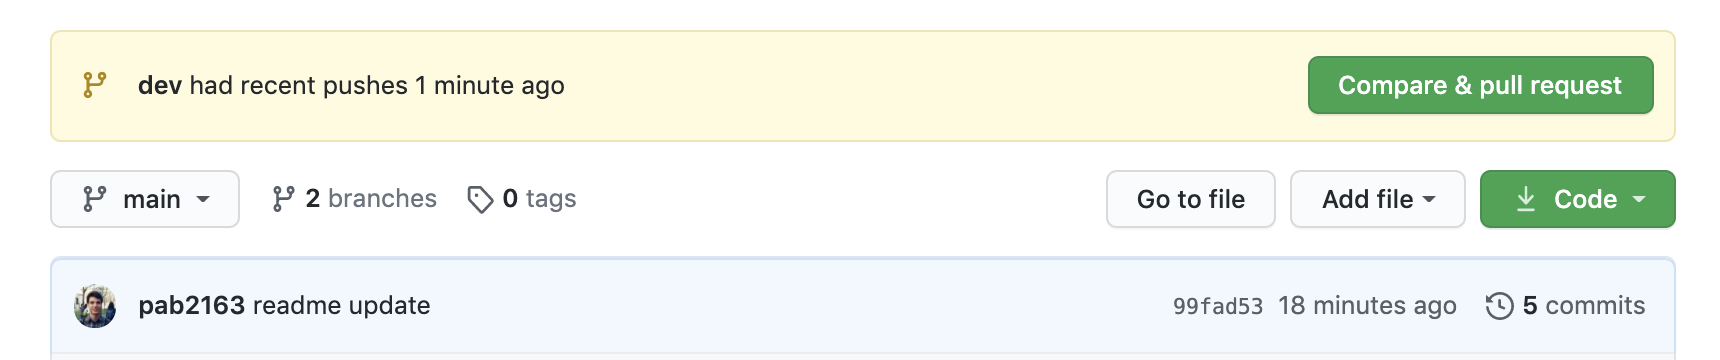 dev had recent pushes 1 minute ago
Compare & pull request
main
2 branches
0 tags
Go to file
Add file
Code
pab2163 readme update
99fad53 18 minutes ago
5 commits